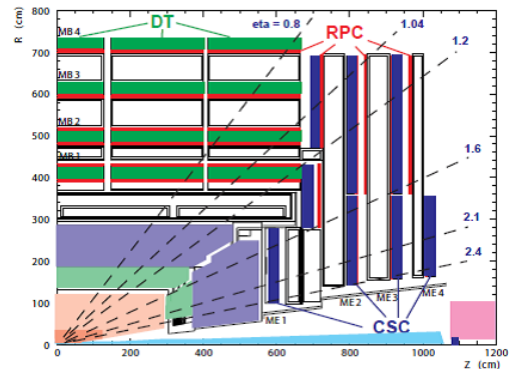 R (cm)
800
700
600
500
400
300
200
100
0
MB 4
MB 3
MB 2
MB 1
DT
eta = 0.8
RPC
1.04
1.2
1.6
2.1
2.4
ME 1
ME 2
ME 3
ME 4
CSC
0 200 400 600 800 1000 1200
Z (cm)